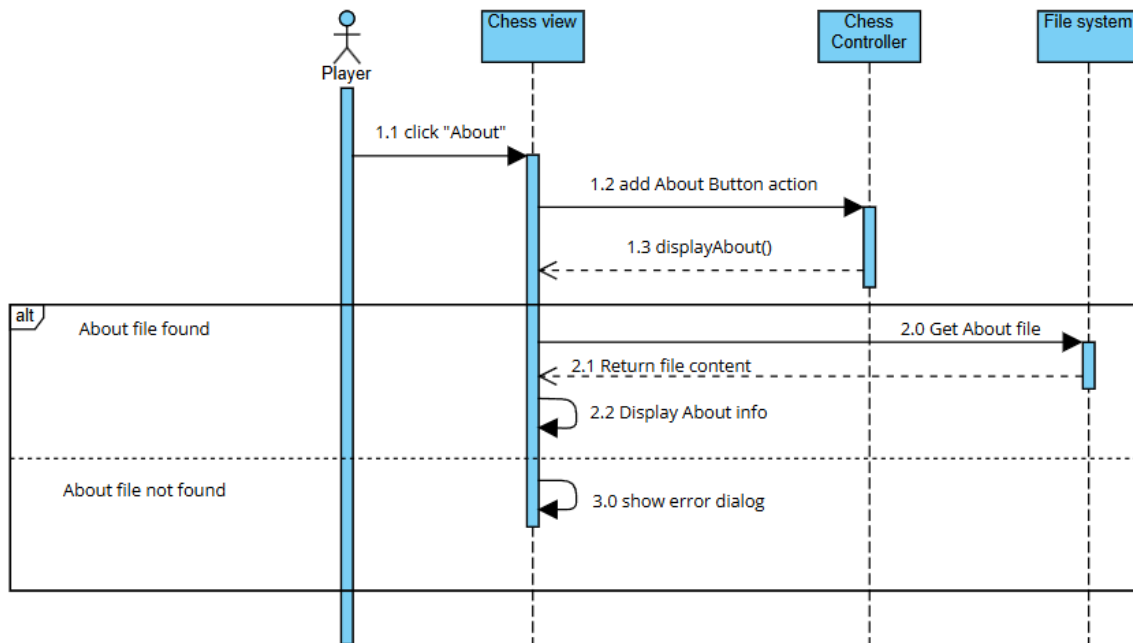 Player
Chess view
Chess
Controller
File system
1.1 click "About"
1.2 add About Button action
1.3 displayAbout()
alt
About file found
2.0 Get About file
2.1 Return file content
2.2 Display About info
About file not found
3.0 show error dialog